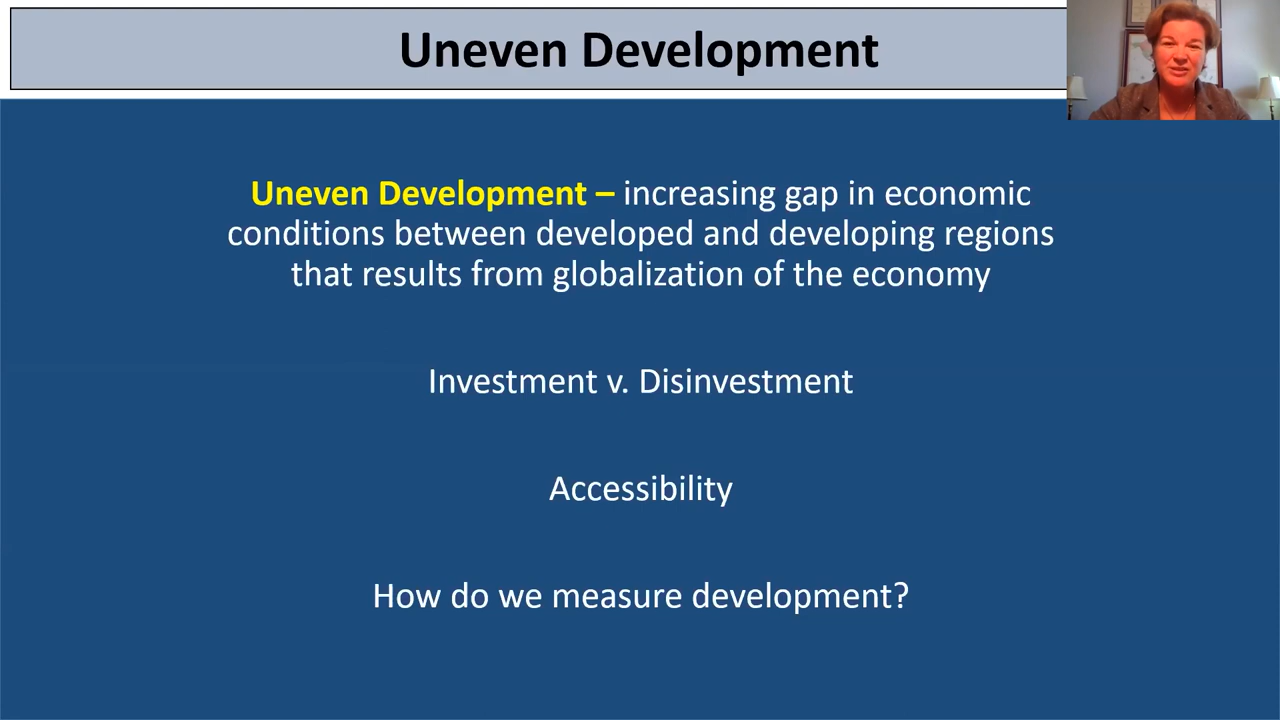 Uneven Development
Uneven Development – increasing gap in economic
conditions between developed and developing regions
that results from globalization of the economy
Investment v. Disinvestment
Accessibility
How do we measure development?